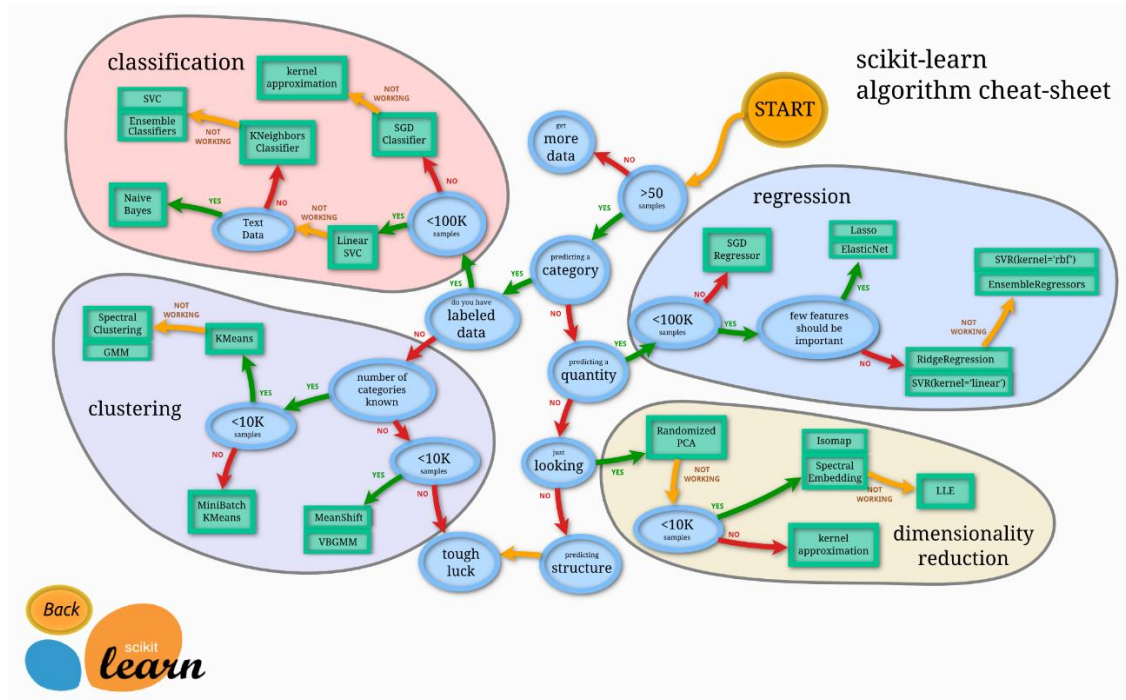 scikit-learn
algorithm cheat-sheet
START
get
more
data
NO
>50
samples
YES
predicting a
category
YES
NO
do you have
labeled
data
YES
NO
predicting a
quantity
YES
NO
just
looking
YES
NO
predicting
structure
tough
luck
classification
kernel
approximation
NOT
WORKING
SGD
Classifier
NO
<100K
samples
YES
Linear
SVC
NOT
WORKING
Text
Data
YES
Naive
Bayes
NO
KNeighbors
Classifier
NOT
WORKING
SVC
Ensemble
Classifiers
regression
<100K
samples
NO
SGD
Regressor
YES
few features
should be
important
YES
Lasso
ElasticNet
NO
RidgeRegression
SVR(kernel='linear')
NOT
WORKING
SVR(kernel='rbf')
EnsembleRegressors
clustering
number of
categories
known
YES
NO
<10K
samples
YES
KMeans
NOT
WORKING
Spectral
Clustering
GMM
NO
MiniBatch
KMeans
<10K
samples
YES
MeanShift
VBGMM
NO
dimensionality
reduction
Randomized
PCA
NOT
WORKING
<10K
samples
YES
Isomap
Spectral
Embedding
NOT
WORKING
LLE
NO
kernel
approximation
Back
scikit
learn